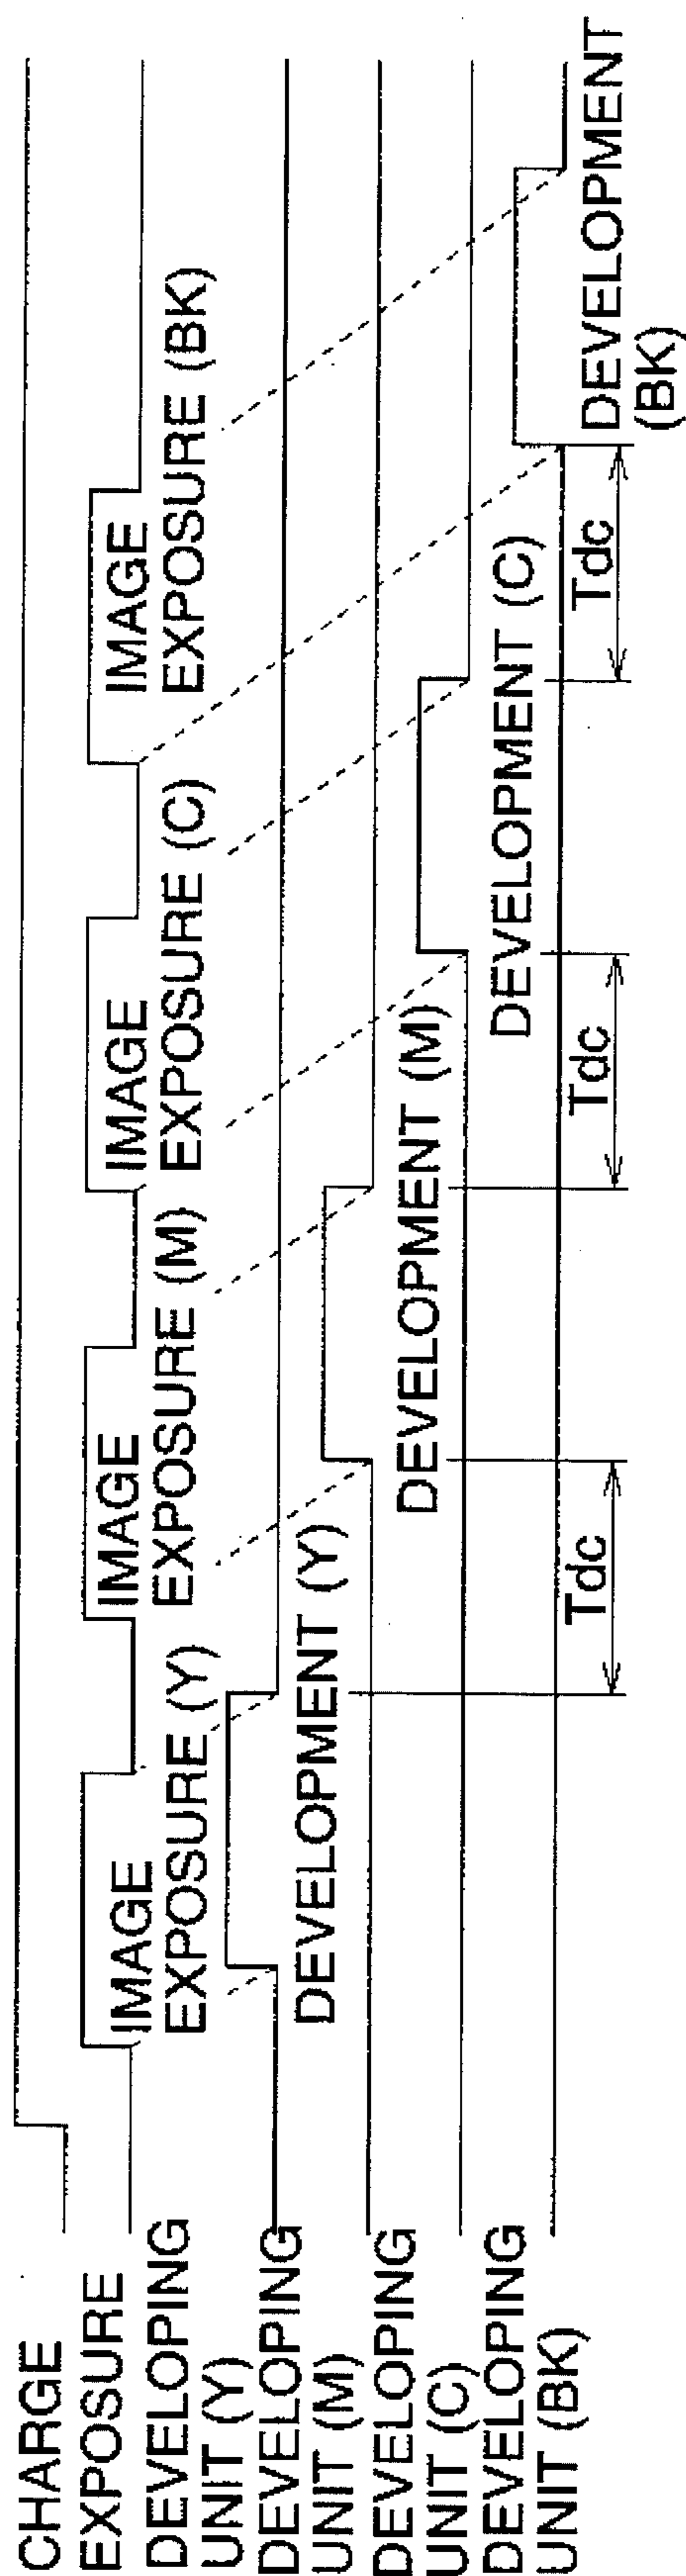 CHARGE
EXPOSURE
IMAGE
EXPOSURE (Y)
IMAGE
EXPOSURE (M)
IMAGE
EXPOSURE (C)
IMAGE
EXPOSURE (BK)
DEVELOPING
UNIT (Y)
DEVELOPMENT (Y)
DEVELOPING
UNIT (M)
DEVELOPMENT (M)
DEVELOPING
UNIT (C)
DEVELOPMENT (C)
DEVELOPING
UNIT (BK)
DEVELOPMENT
(BK)
Tdc
Tdc
Tdc